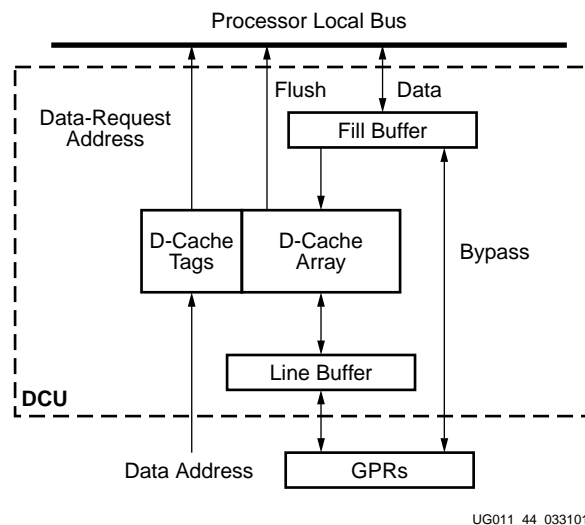 Processor Local Bus
Flush
Data
Data-Request
Address
Fill Buffer
D-Cache
Tags
D-Cache
Array
Bypass
Line Buffer
DCU
Data Address
GPRs
UG011_44_033101